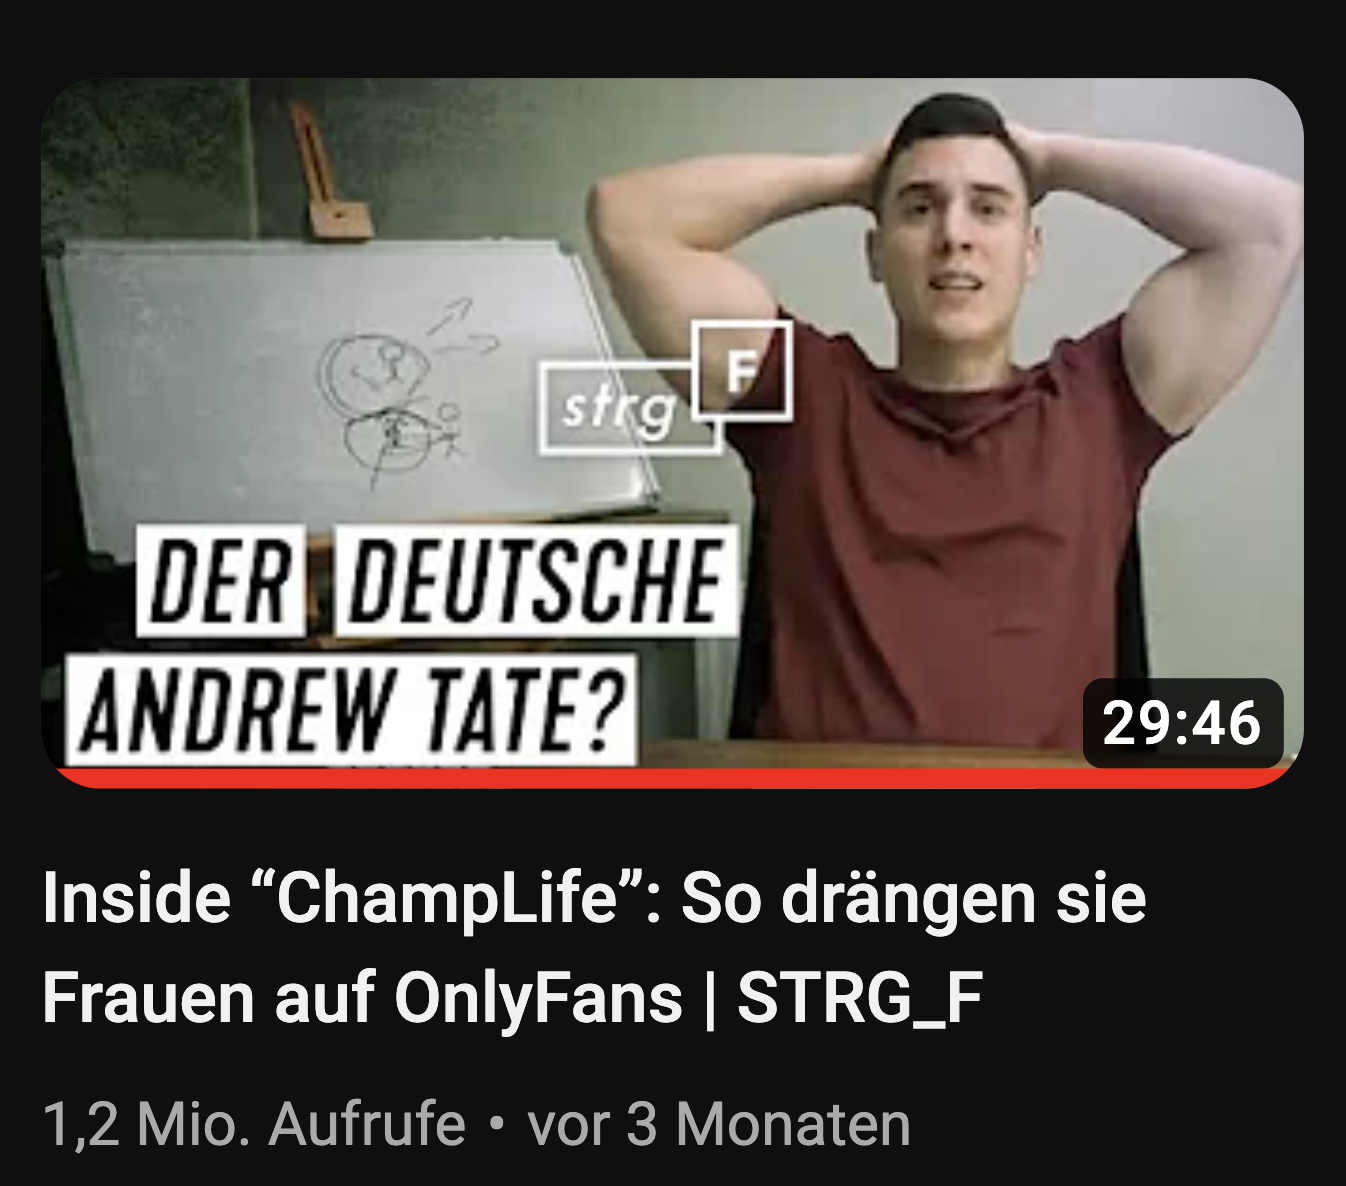 strg F
DER DEUTSCHE
ANDREW TATE?
29:46
Inside “ChampLife”: So drängen sie
Frauen auf OnlyFans | STRG_F
1,2 Mio. Aufrufe • vor 3 Monaten